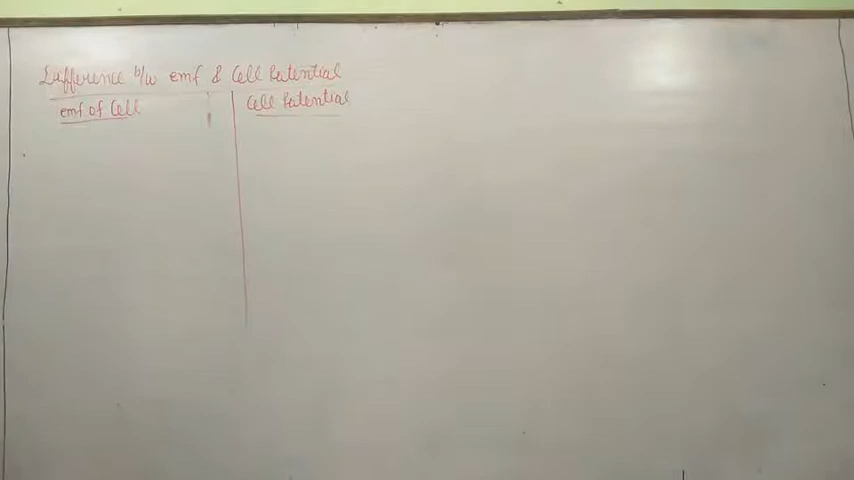 Difference b/w emf & Cell Potential
emf of Cell
Cell Potential